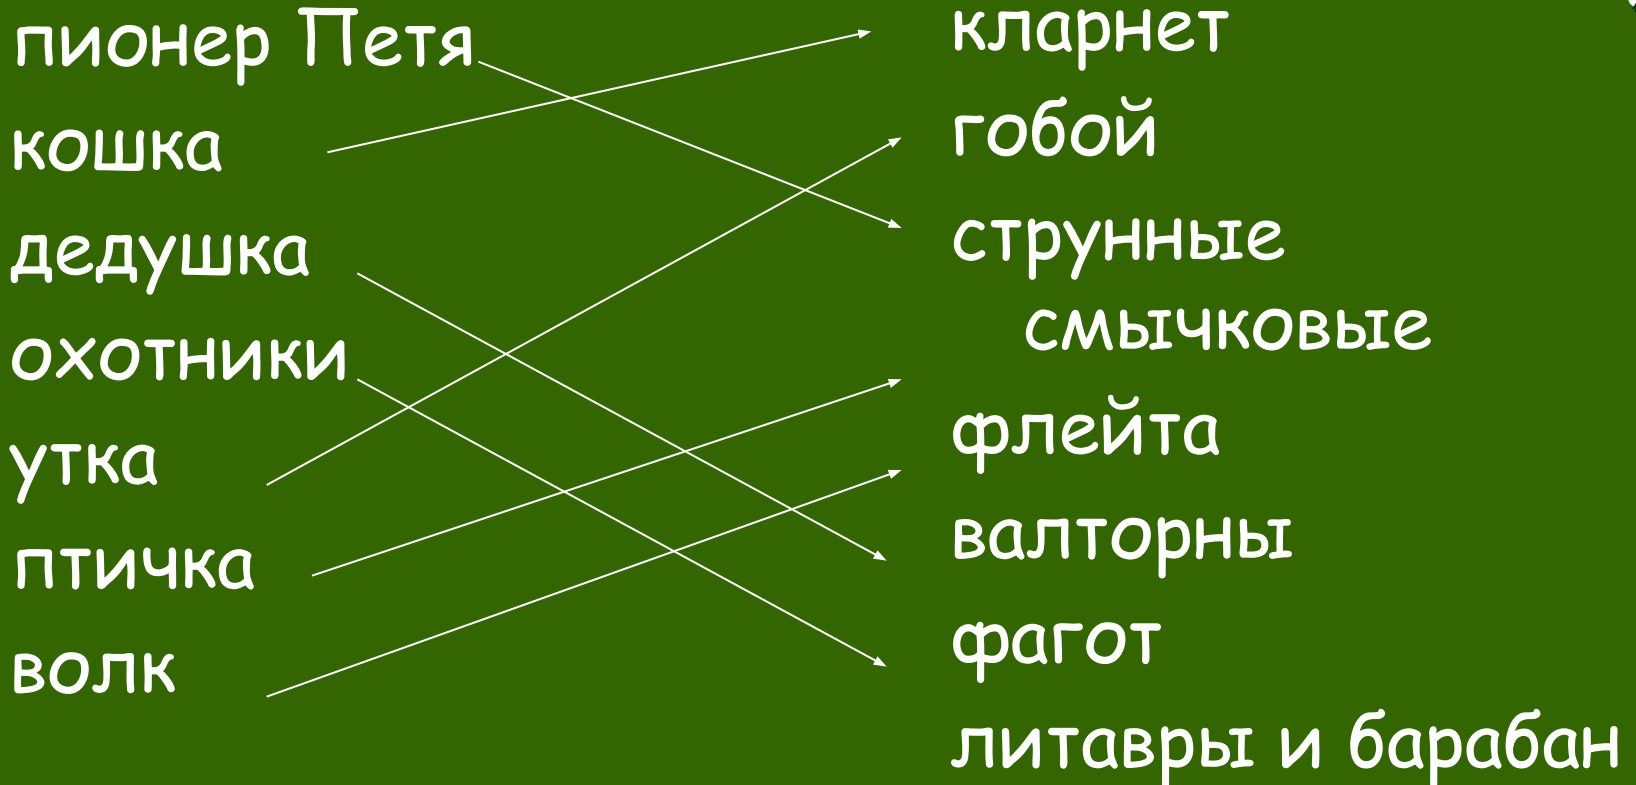 пионер Петя
кошка
дедушка
охотники
утка
птичка
волк
кларнет
гобой
струнные
смычковые
флейта
валторны
фагот
литавры и барабан